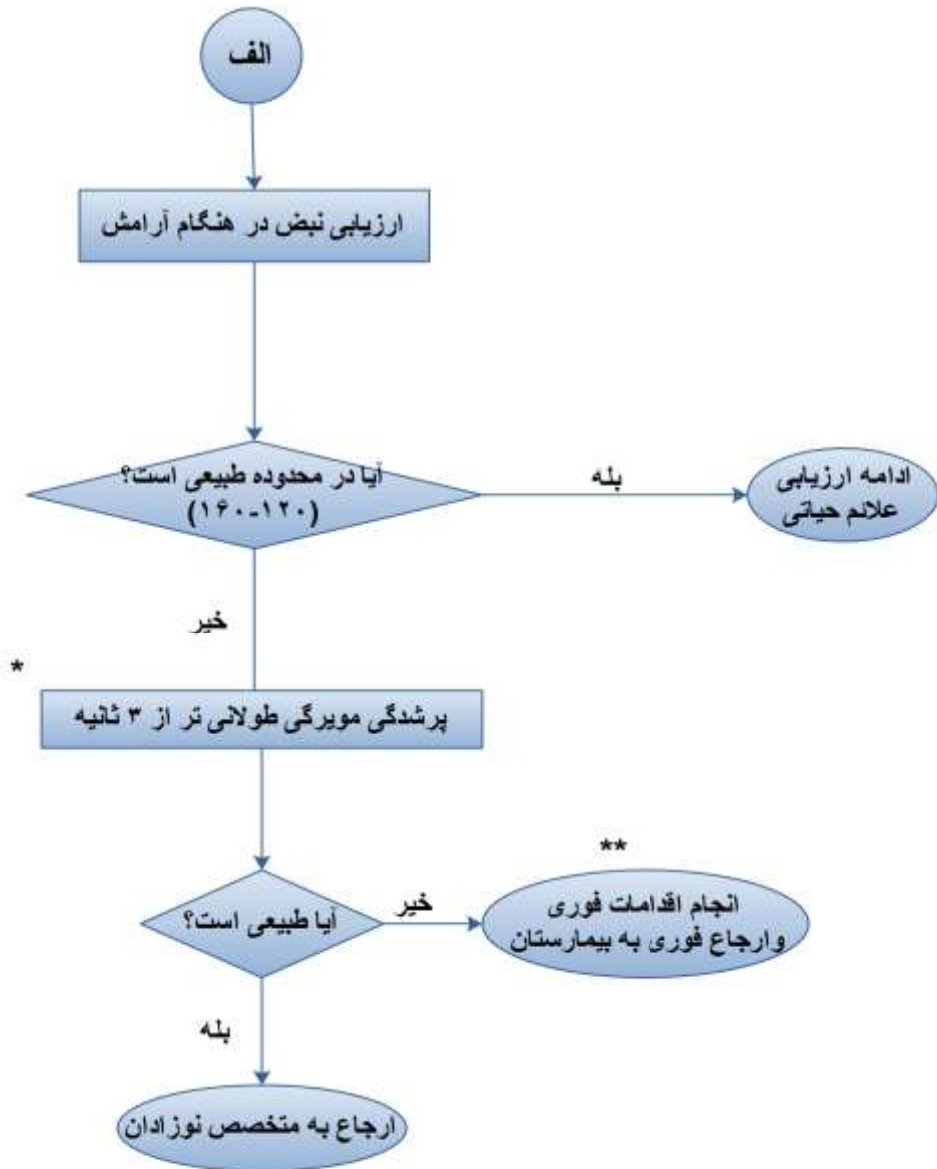 الف
ارزیابی نبض در هنگام آرامش
آیا در محدوده طبیعی است؟
(۱۲۰-۱۶۰)
بله
ادامه ارزیابی
علائم حیاتی
خیر
*
پرشدگی مویرگی طولانی تر از ۳ ثانیه
آیا طبیعی است؟
خیر
**
انجام اقدامات فوری
وارجاع فوری به بیمارستان
بله
ارجاع به متخصص نوزادان